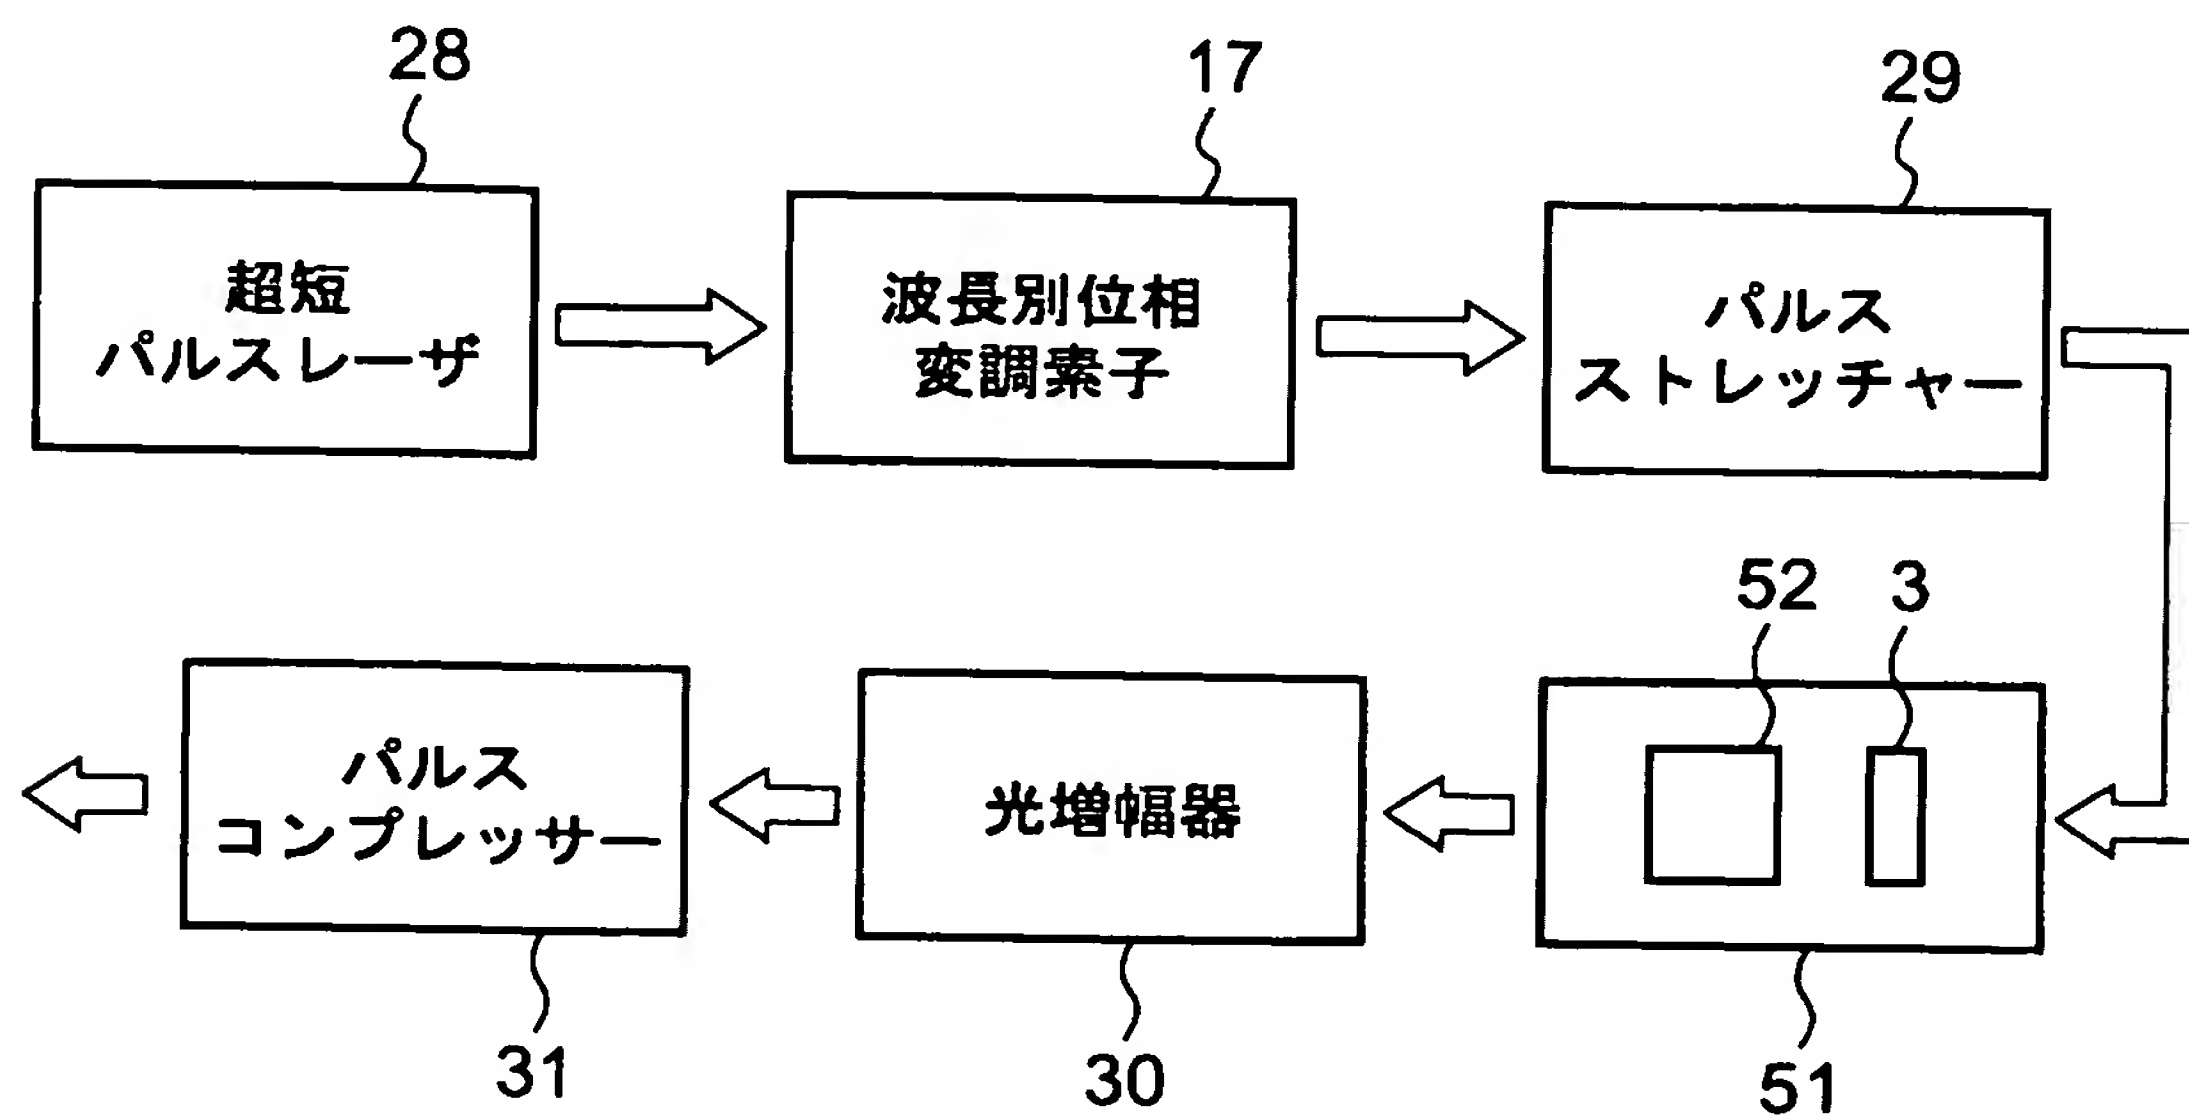 28
17
29
超短
パルスレーザ
波長別位相
変調素子
パルス
ストレッチャー
52
3
パルス
コンプレッサー
光増幅器
31
30
51